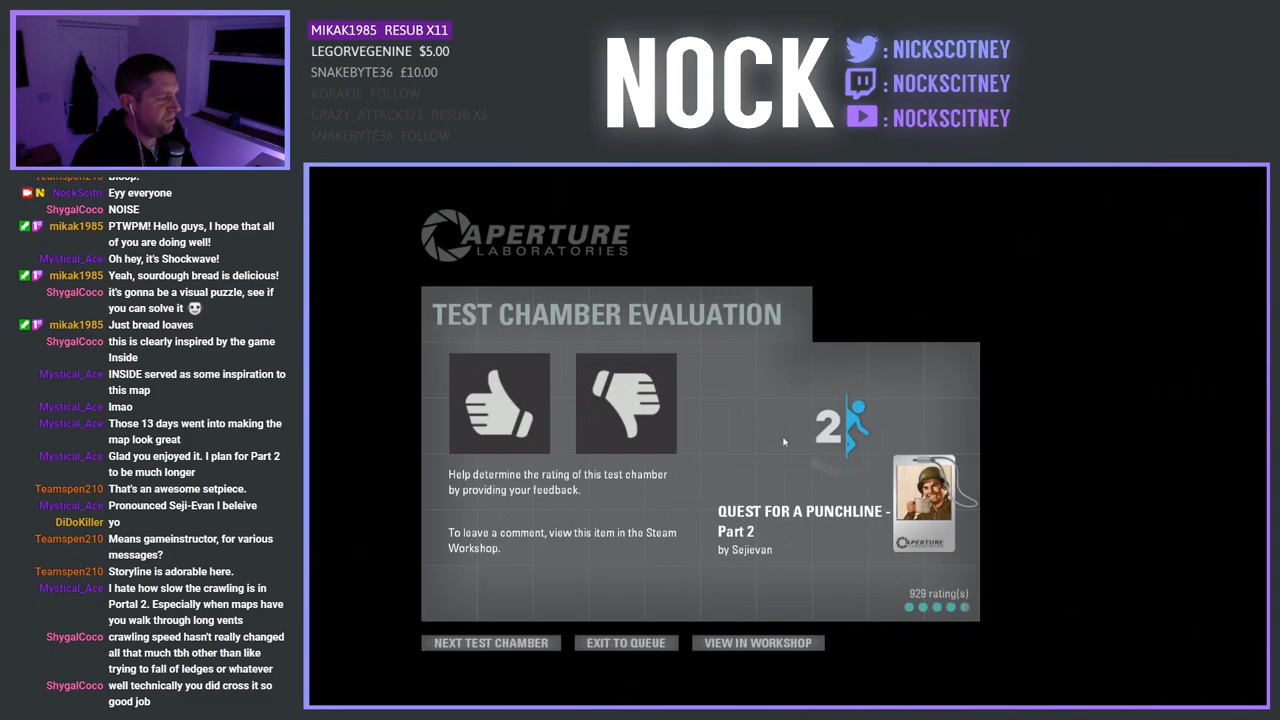 MIKAK1985 RESUB X11
LEGORVEGENINE $5.00
SNAKEBYTE36 £10.00
KORAKIE FOLLOW
CRAZY_ATTACK371 RESUB X6
SNAKEBYTE36 FOLLOW
NOCK
: NICKSCOTNEY
: NOCKSCITNEY
: NOCKSCITNEY
Teamspen210 Bloop.
N NockScitn Eyy everyone
ShygalCoco NOISE
mikak1985 PTWPM! Hello guys, I hope that all
of you are doing well!
Mystical_Ace Oh hey, it's Shockwave!
mikak1985 Yeah, sourdough bread is delicious!
ShygalCoco it's gonna be a visual puzzle, see if
you can solve it
mikak1985 Just bread loaves
ShygalCoco this is clearly inspired by the game
Inside
Mystical_Ace INSIDE served as some inspiration to
this map
Mystical_Ace lmao
Mystical_Ace Those 13 days went into making the
map look great
Mystical_Ace Glad you enjoyed it. I plan for Part 2
to be much longer
Teamspen210 That's an awesome setpiece.
Mystical_Ace Pronounced Seji-Evan I beleive
DiDoKiller yo
Teamspen210 Means gameinstructor, for various
messages?
Teamspen210 Storyline is adorable here.
Mystical_Ace I hate how slow the crawling is in
Portal 2. Especially when maps have
you walk through long vents
ShygalCoco crawling speed hasn't really changed
all that much tbh other than like
trying to fall of ledges or whatever
ShygalCoco well technically you did cross it so
good job
APERTURE
LABORATORIES
TEST CHAMBER EVALUATION
Help determine the rating of this test chamber
by providing your feedback.
To leave a comment, view this item in the Steam
Workshop.
2
QUEST FOR A PUNCHLINE -
Part 2
by Sejievan
APERTURE
929 rating(s)
NEXT TEST CHAMBER
EXIT TO QUEUE
VIEW IN WORKSHOP